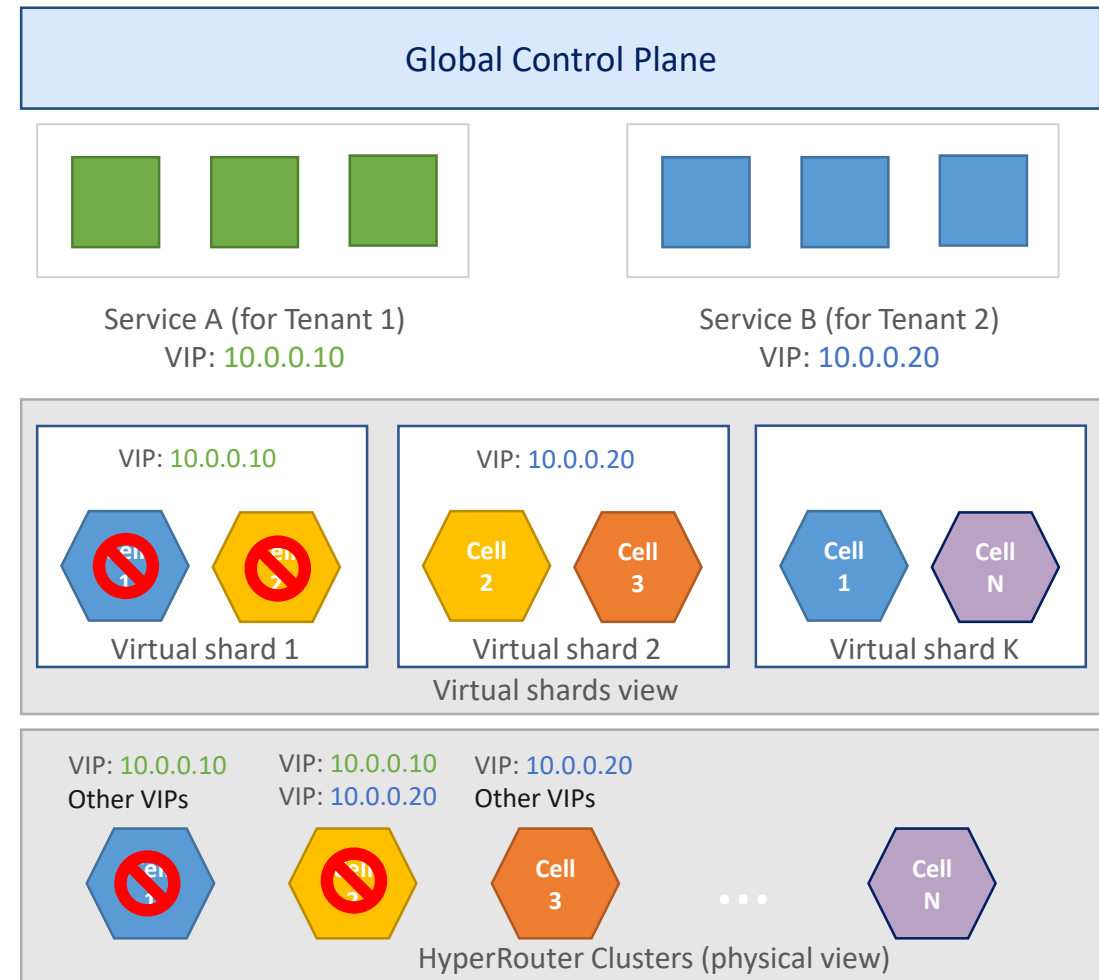 Global Control Plane
Service A (for Tenant 1)
VIP: 10.0.0.10
Service B (for Tenant 2)
VIP: 10.0.0.20
VIP: 10.0.0.10
Virtual shard 1
VIP: 10.0.0.20
Cell
2
Cell
3
Virtual shard 2
Cell
1
Cell
N
Virtual shard K
Virtual shards view
VIP: 10.0.0.10
Other VIPs
VIP: 10.0.0.10
VIP: 10.0.0.20
VIP: 10.0.0.20
Other VIPs
Cell
3
...
Cell
N
HyperRouter Clusters (physical view)